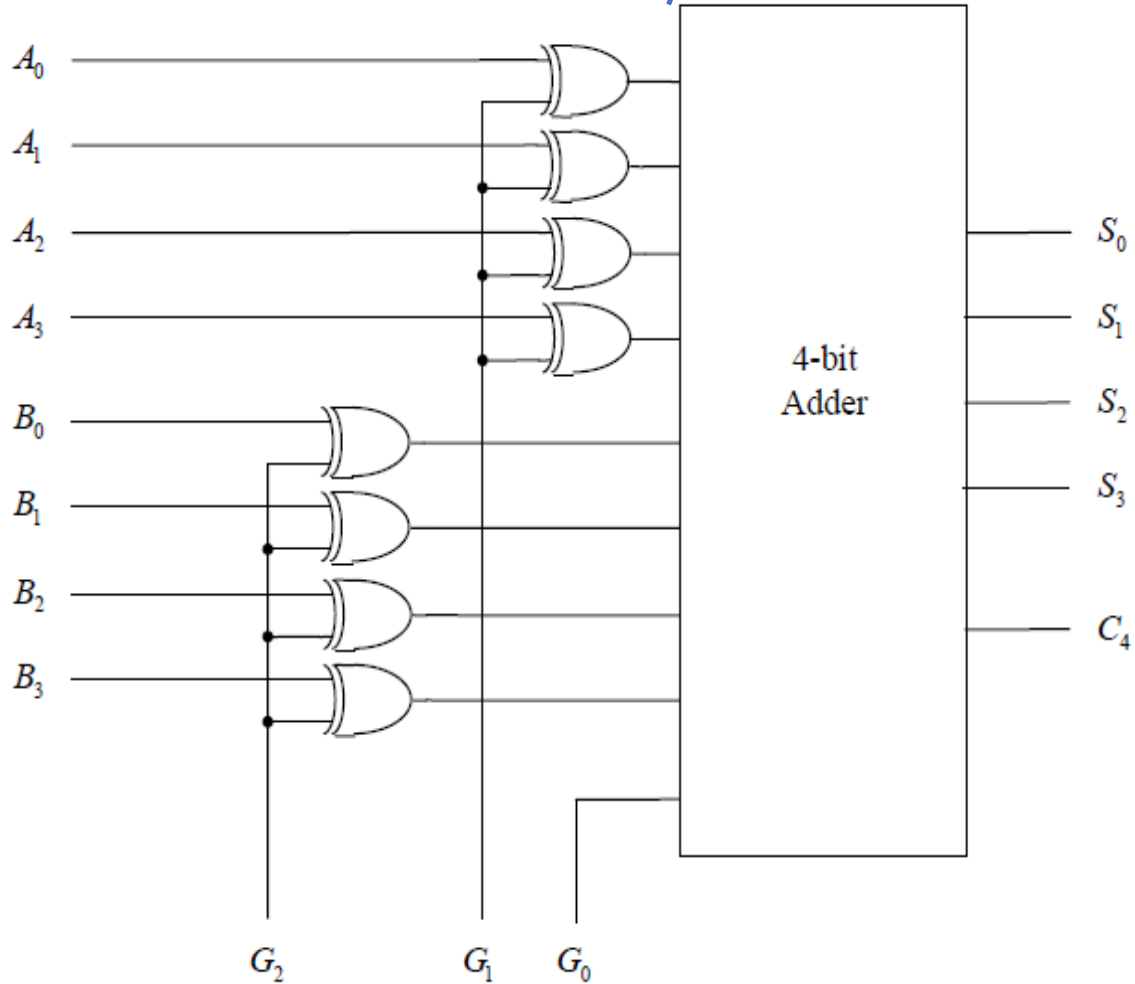 A₀
A₁
A₂
A₃
B₀
B₁
B₂
B₃
4-bit
Adder
S₀
S₁
S₂
S₃
C₄
G₂ G₁ G₀